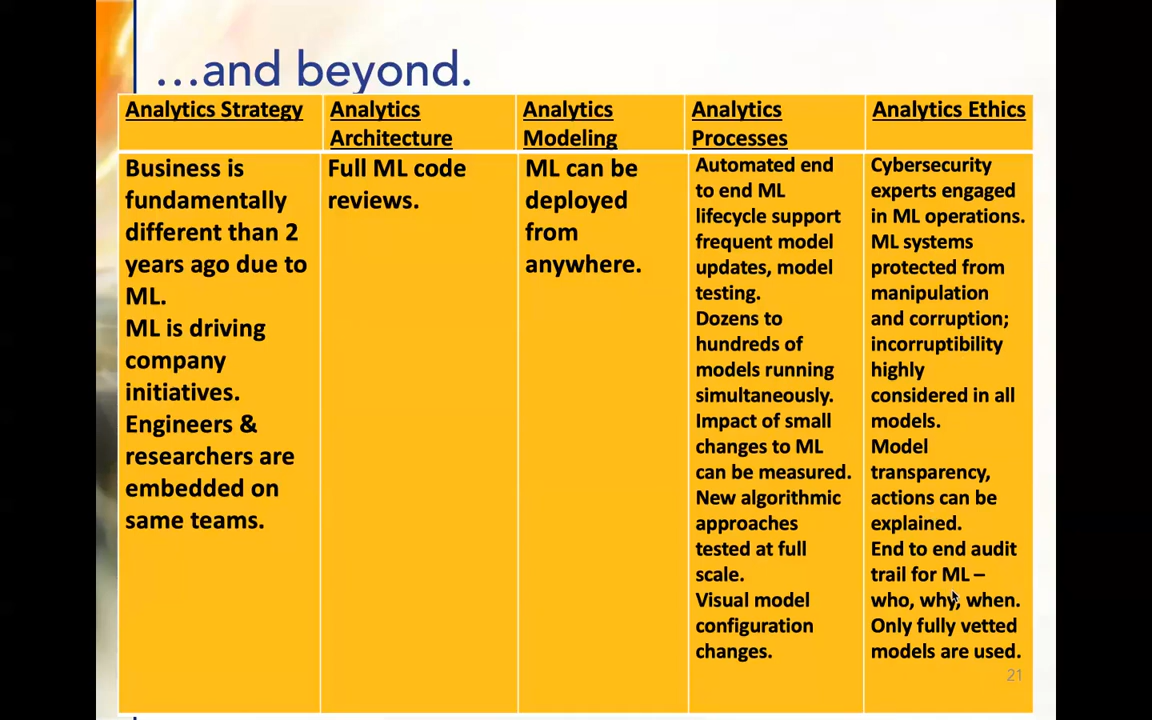 ...and beyond.
Analytics Strategy
Analytics
Architecture
Analytics
Modeling
Analytics
Processes
Analytics Ethics
Business is
fundamentally
different than 2
years ago due to
ML.
ML is driving
company
initiatives.
Engineers &
researchers are
embedded on
same teams.
Full ML code
reviews.
ML can be
deployed
from
anywhere.
Automated end
to end ML
lifecycle support
frequent model
updates, model
testing.
Dozens to
hundreds of
models running
simultaneously.
Impact of small
changes to ML
can be measured.
New algorithmic
approaches
tested at full
scale.
Visual model
configuration
changes.
Cybersecurity
experts engaged
in ML operations.
ML systems
protected from
manipulation
and corruption;
incorruptibility
highly
considered in all
models.
Model
transparency,
actions can be
explained.
End to end audit
trail for ML –
who, why, when.
Only fully vetted
models are used.
21